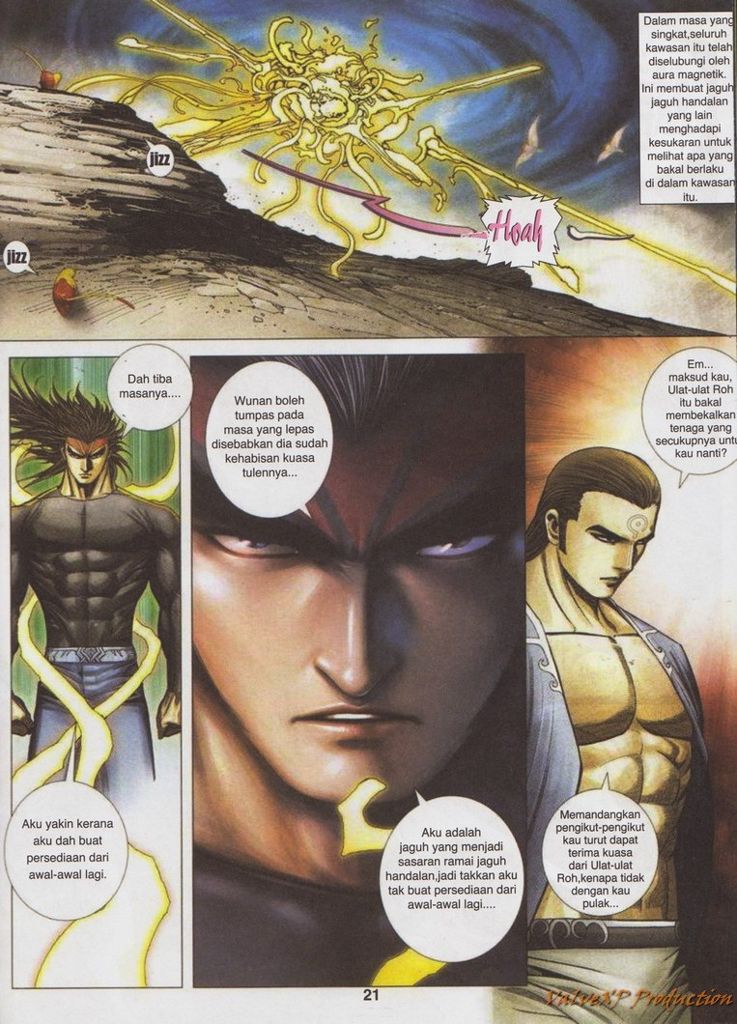 Dalam masa yang
singkat,seluruh
kawasan itu telah
diselubungi oleh
aura magnetik.
Ini membuat jaguh
jaguh handalan
yang lain
menghadapi
kesukaran untuk
melihat apa yang
bakal berlaku
di dalam kawasan
itu.
jizz
Hoah
jizz
Dah tiba
masanya....
Wunan boleh
tumpas pada
masa yang lepas
disebabkan dia sudah
kehabisan kuasa
tulennya...
Em...
maksud kau,
Ulat-ulat Roh
itu bakal
membekalkan
tenaga yang
secukupnya untu
kau nanti?
Aku yakin kerana
aku dah buat
persediaan dari
awal-awal lagi.
Aku adalah
jaguh yang menjadi
sasaran ramai jaguh
handalan,jadi takkan aku
tak buat persediaan dari
awal-awal lagi....
Memandangkan
pengikut-pengikut
kau turut dapat
terima kuasa
dari Ulat-ulat
Roh,kenapa tidak
dengan kau
pulak...
21
ValveXP Production